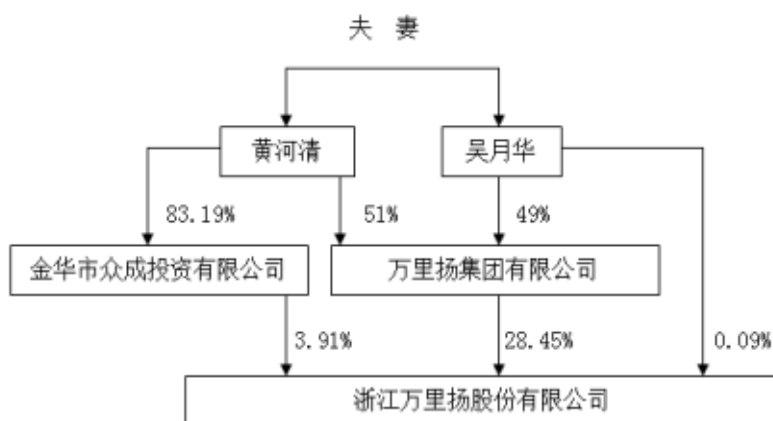 夫 妻
黄河清
吴月华
83.19%
51%
49%
金华市众成投资有限公司
万里扬集团有限公司
3.91%
28.45%
0.09%
浙江万里扬股份有限公司